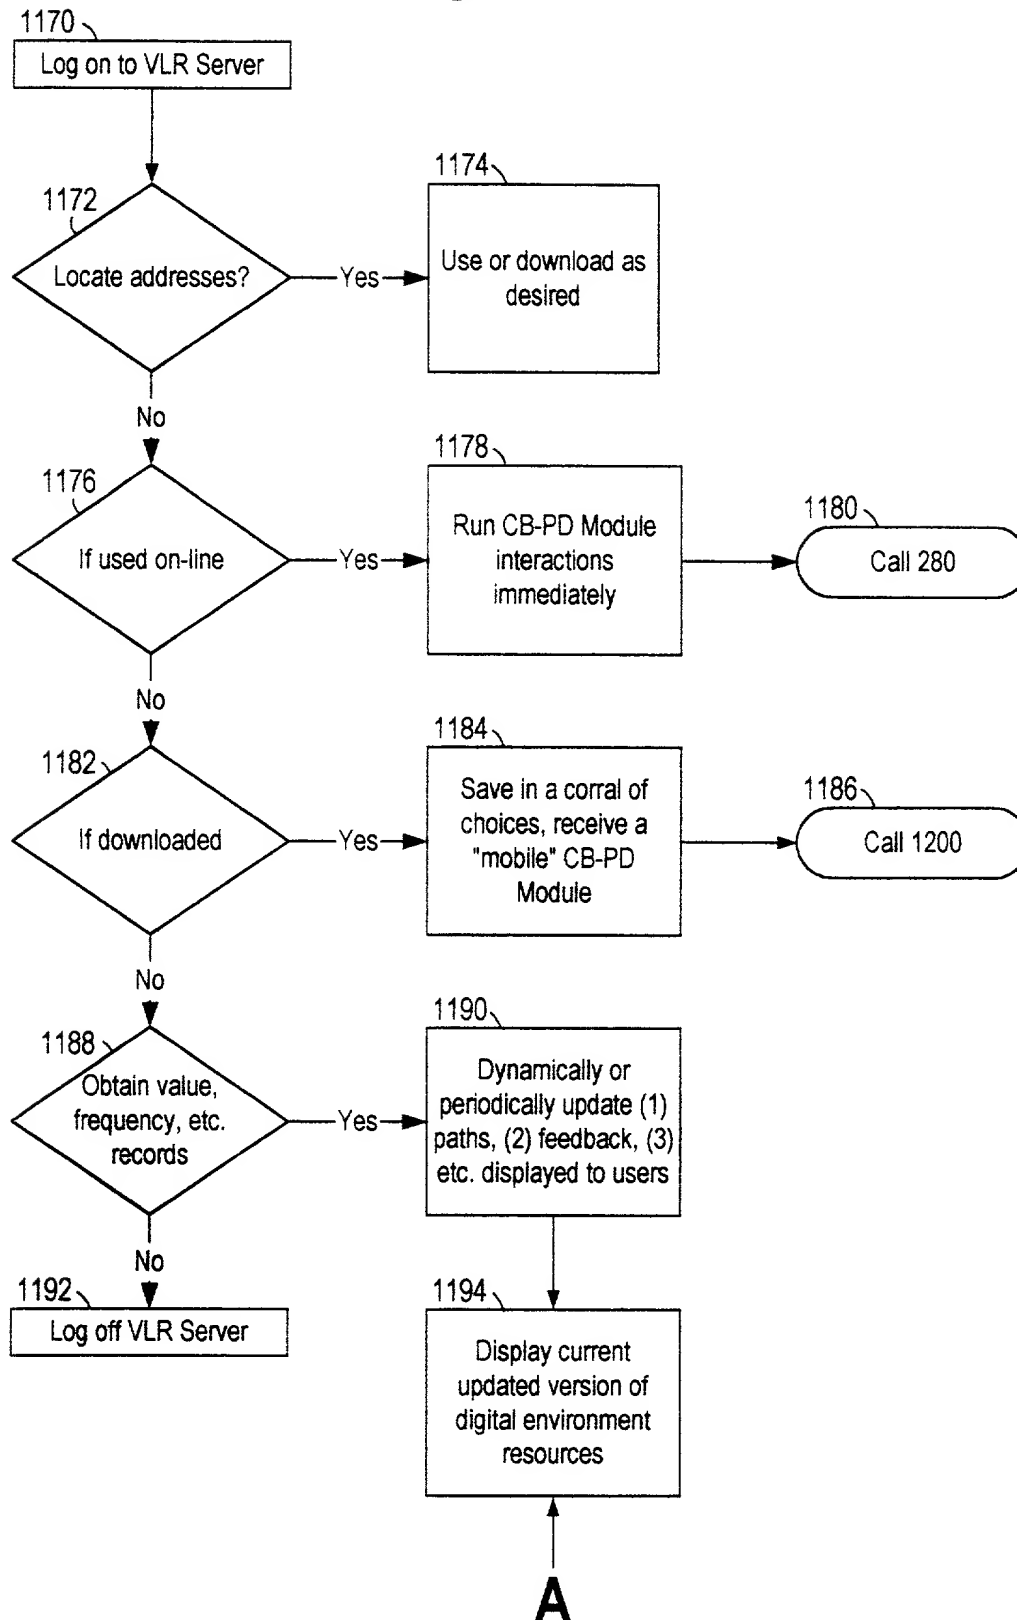 1170
Log on to VLR Server
1172
Locate addresses?
Yes
1174
Use or download as
desired
No
1176
If used on-line
Yes
1178
Run CB-PD Module
interactions
immediately
1180
Call 280
No
1182
If downloaded
Yes
1184
Save in a corral of
choices, receive a
"mobile" CB-PD
Module
1186
Call 1200
No
1188
Obtain value,
frequency, etc.
records
Yes
1190
Dynamically or
periodically update (1)
paths, (2) feedback, (3)
etc. displayed to users
No
1192
Log off VLR Server
1194
Display current
updated version of
digital environment
resources
A